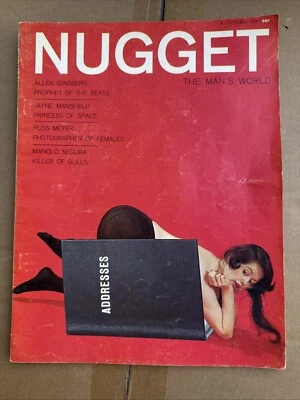 NUGGET
ALLEN GINSBERG
PROPHET OF THE BEATS
THE MAN'S WORLD
JAYNE MANSFIELD
PRINCESS OF SPACE
RUSS MEYER
PHOTOGRAPHER OF FEMALES
MANOLO SEGURA
KILLER OF BULLS
ADDRESSES